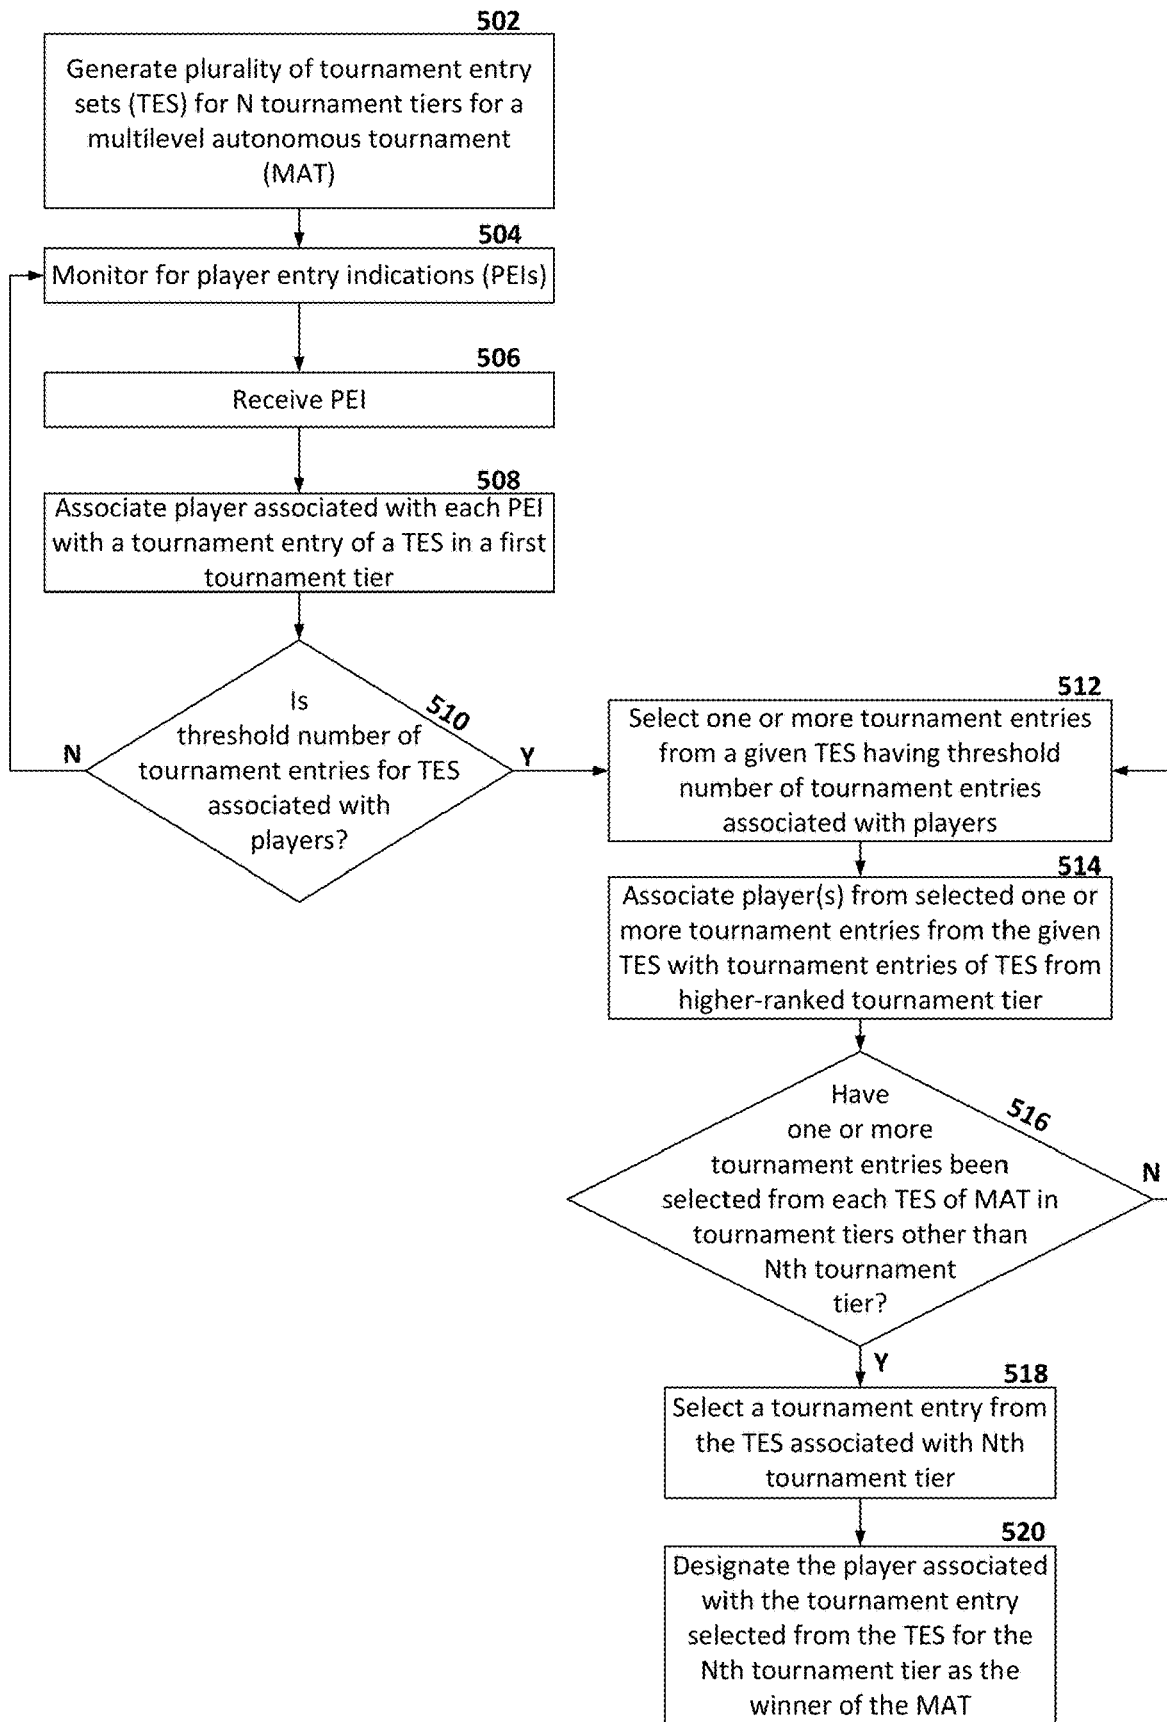 502
Generate plurality of tournament entry
sets (TES) for N tournament tiers for a
multilevel autonomous tournament
(MAT)
504
Monitor for player entry indications (PEIs)
506
Receive PEI
508
Associate player associated with each PEI
with a tournament entry of a TES in a first
tournament tier
510
Is
threshold number of
tournament entries for TES
associated with
players?
N
Y
512
Select one or more tournament entries
from a given TES having threshold
number of tournament entries
associated with players
514
Associate player(s) from selected one or
more tournament entries from the given
TES with tournament entries of TES from
higher-ranked tournament tier
516
Have
one or more
tournament entries been
selected from each TES of MAT in
tournament tiers other than
Nth tournament
tier?
N
Y
518
Select a tournament entry from
the TES associated with Nth
tournament tier
520
Designate the player associated
with the tournament entry
selected from the TES for the
Nth tournament tier as the
winner of the MAT